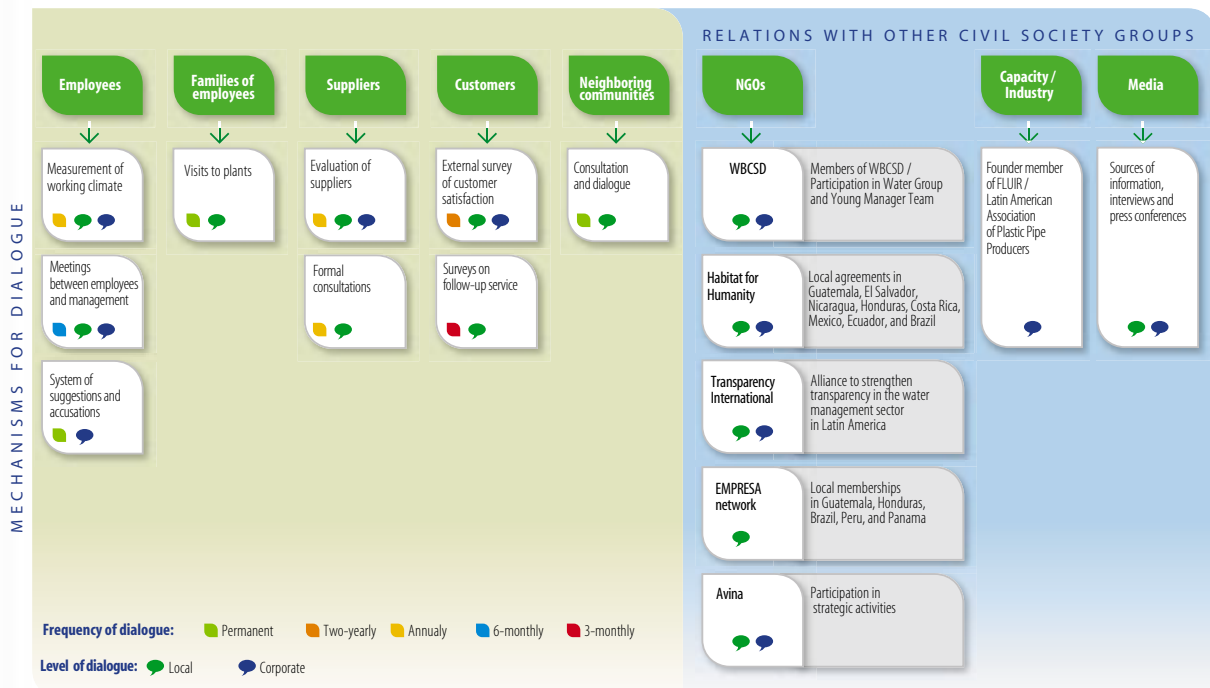 MECHANISMS FOR DIALOGUE
RELATIONS WITH OTHER CIVIL SOCIETY GROUPS
Employees
Measurement of
working climate
Meetings
between employees
and management
System of
suggestions and
accusations
Families of
employees
Visits to plants
Suppliers
Evaluation of
suppliers
Formal
consultations
Customers
External survey
of customer
satisfaction
Surveys on
follow-up service
Neighboring
communities
Consultation
and dialogue
NGOs
WBCSD
Members of WBCSD /
Participation in Water Group
and Young Manager Team
Habitat for
Humanity
Local agreements in
Guatemala, El Salvador,
Nicaragua, Honduras, Costa Rica,
Mexico, Ecuador, and Brazil
Transparency
International
Alliance to strengthen
transparency in the water
management sector
in Latin America
EMPRESA
network
Local memberships
in Guatemala, Honduras,
Brazil, Peru, and Panama
Avina
Participation in
strategic activities
Capacity /
Industry
Founder member
of FLUIR /
Latin American
Association
of Plastic Pipe
Producers
Media
Sources of
information,
interviews and
press conferences
Frequency of dialogue: Permanent Two-yearly Annualy 6-monthly 3-monthly
Level of dialogue: Local Corporate